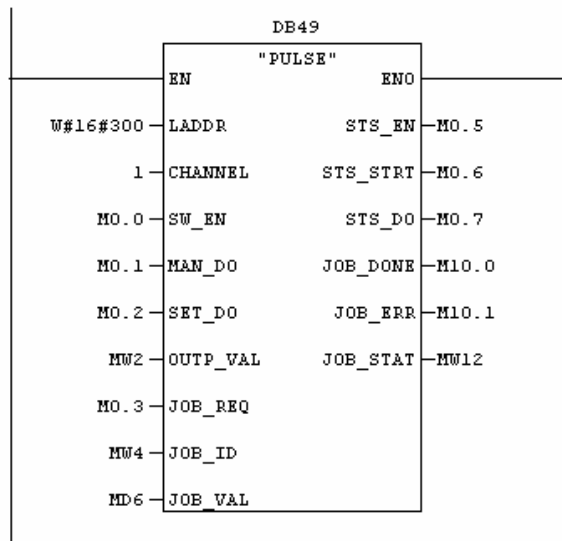 DB49
"PULSE"
EN ENO
W#16#300 LADDR STS_EN M0.5
1 CHANNEL STS_STRT M0.6
M0.0 SW_EN STS_DO M0.7
M0.1 MAN_DO JOB_DONE M10.0
M0.2 SET_DO JOB_ERR M10.1
MW2 OUTP_VAL JOB_STAT MW12
M0.3 JOB_REQ
MW4 JOB_ID
MD6 JOB_VAL